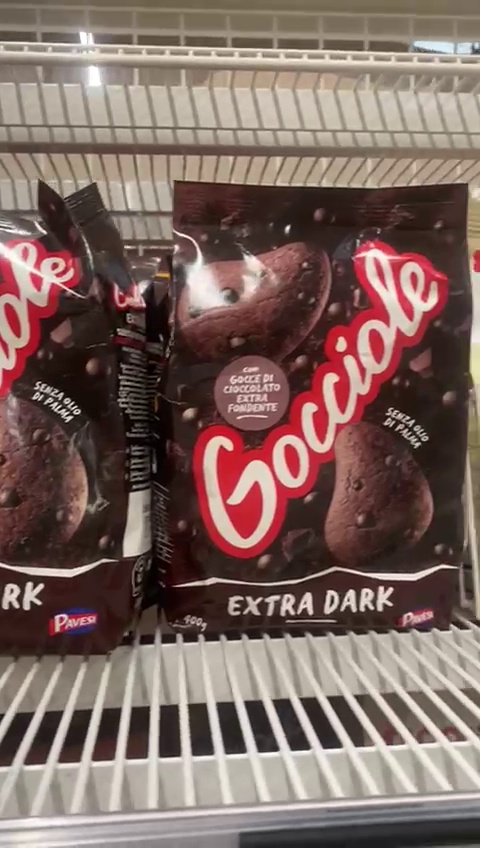 ciole
SENZA OLIO
DI PALMA
RK
PAVESI
CON
GOCCE DI
CIOCCOLATO
EXTRA
FONDENTE
Gocciole
SENZA OLIO
DI PALMA
EXTRA DARK
400g
PAVESI